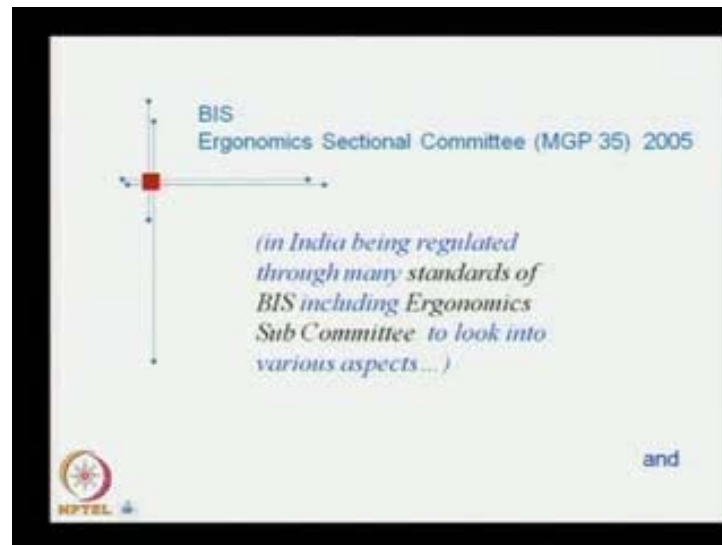 BIS
Ergonomics Sectional Committee (MGP 35) 2005
(in India being regulated
through many standards of
BIS including Ergonomics
Sub Committee to look into
various aspects...)
and
NPTEL